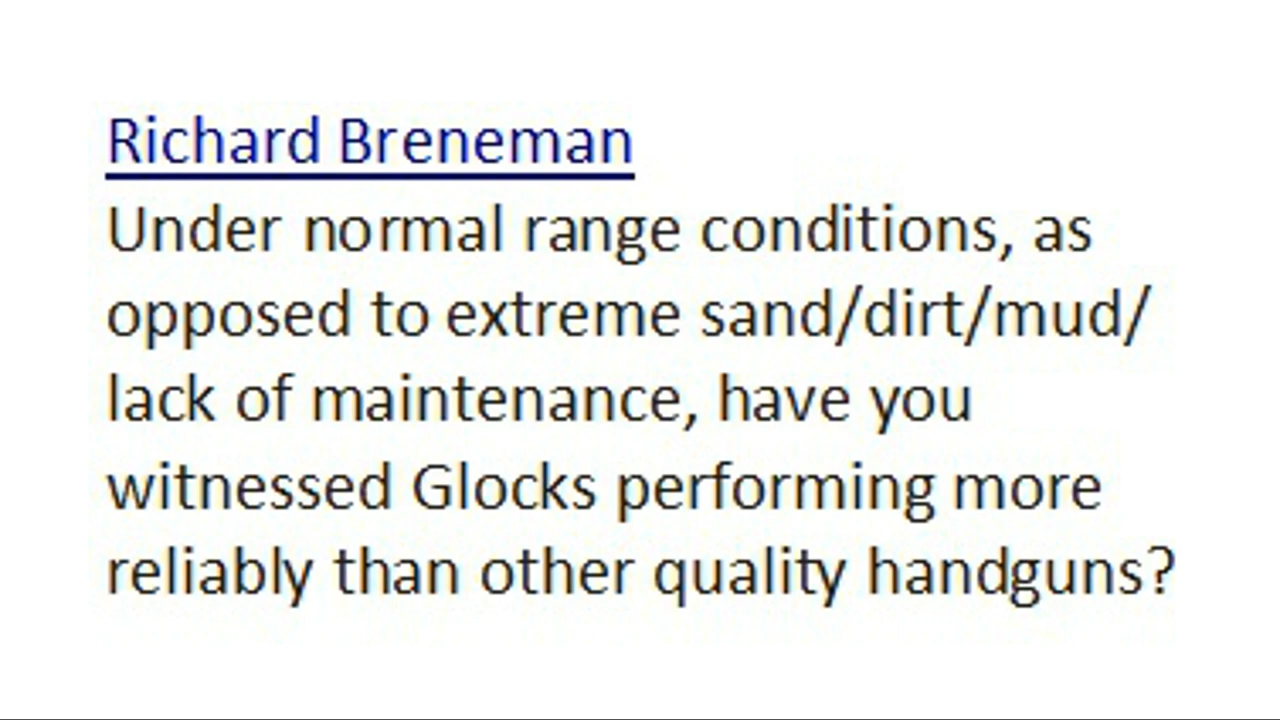 Richard Breneman
Under normal range conditions, as
opposed to extreme sand/dirt/mud/
lack of maintenance, have you
witnessed Glocks performing more
reliably than other quality handguns?